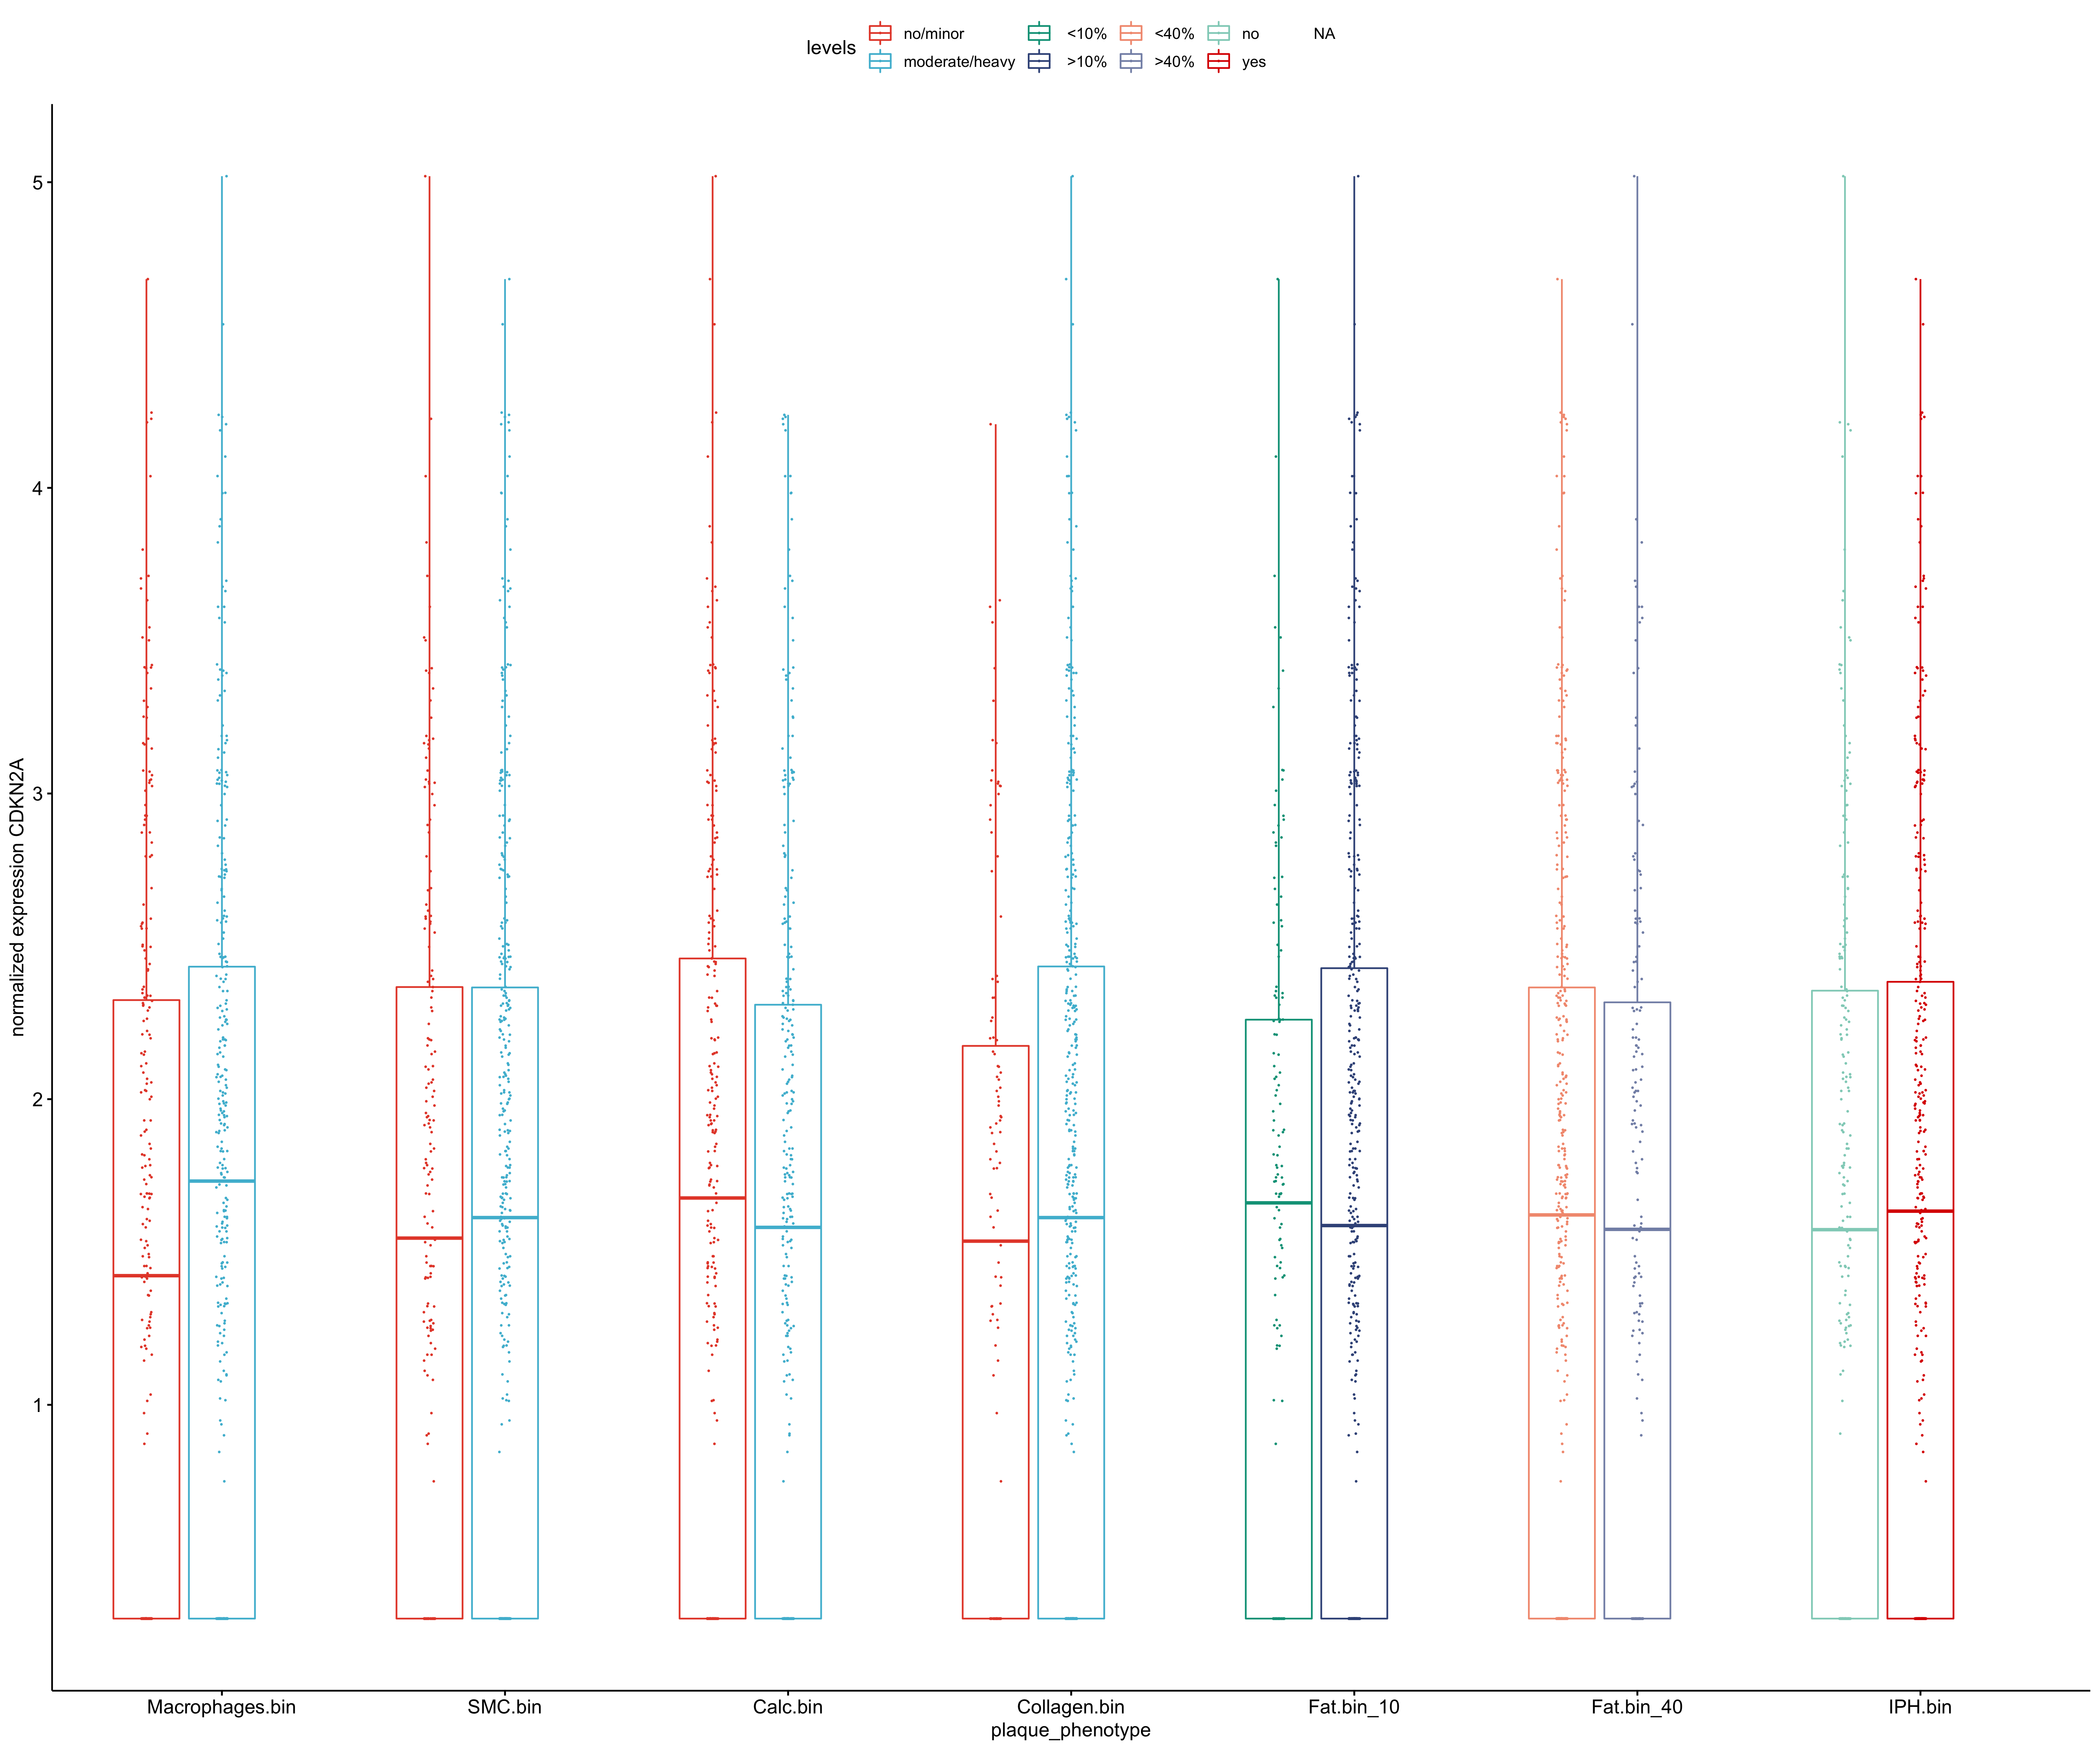 levels
no/minor <10% <40% no NA
moderate/heavy >10% >40% yes
normalized expression CDKN2A
5
4
3
2
1
Macrophages.bin SMC.bin Calc.bin Collagen.bin Fat.bin_10 Fat.bin_40 IPH.bin
plaque_phenotype